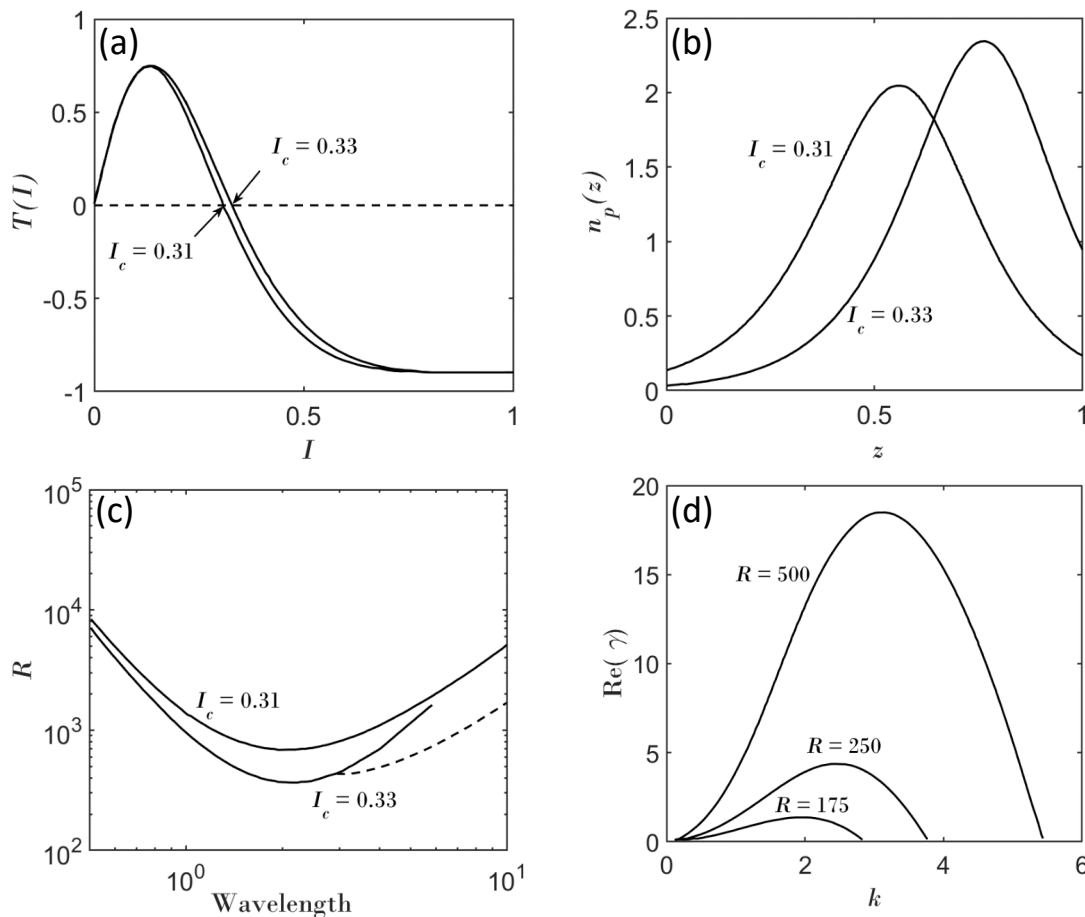 (a)
1
0.5
0
-0.5
-1
T(I)
I_c = 0.33
I_c = 0.31
0
0.5
1
I
(b)
2.5
2
1.5
1
0.5
0
n_p(z)
I_c = 0.31
I_c = 0.33
0
0.5
1
z
(c)
10^5
10^4
10^3
10^2
R
I_c = 0.31
I_c = 0.33
10^0
10^1
Wavelength
(d)
20
15
10
5
0
Re(γ)
R = 500
R = 250
R = 175
0
2
4
6
k